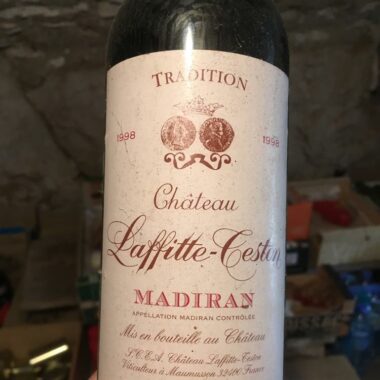 TRADITION
1998 1998
Château
Laffitte-Teston
MADIRAN
APPELLATION MADIRAN CONTRÔLÉE
Mis en bouteille au Château
S.C.E.A. Château Laffitte-Teston
Viticulteur à Maumusson 32400 France